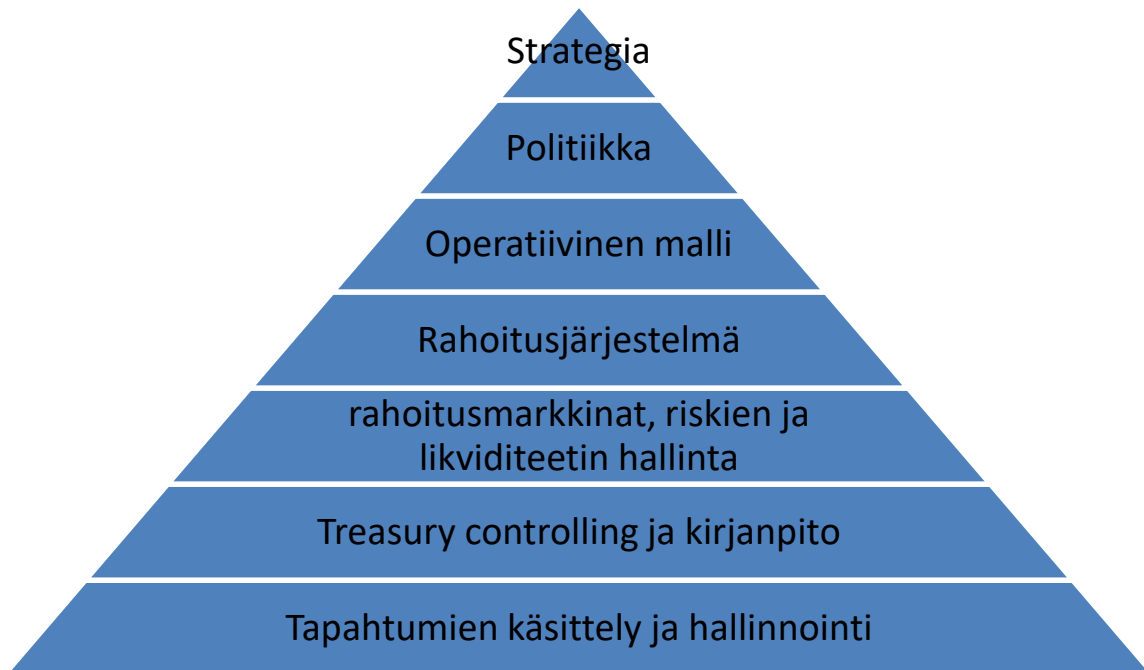 Strategia
Politiikka
Operatiivinen malli
Rahoitusjärjestelmä
rahoitusmarkkinat, riskien ja
likviditeetin hallinta
Treasury controlling ja kirjanpito
Tapahtumien käsittely ja hallinnointi